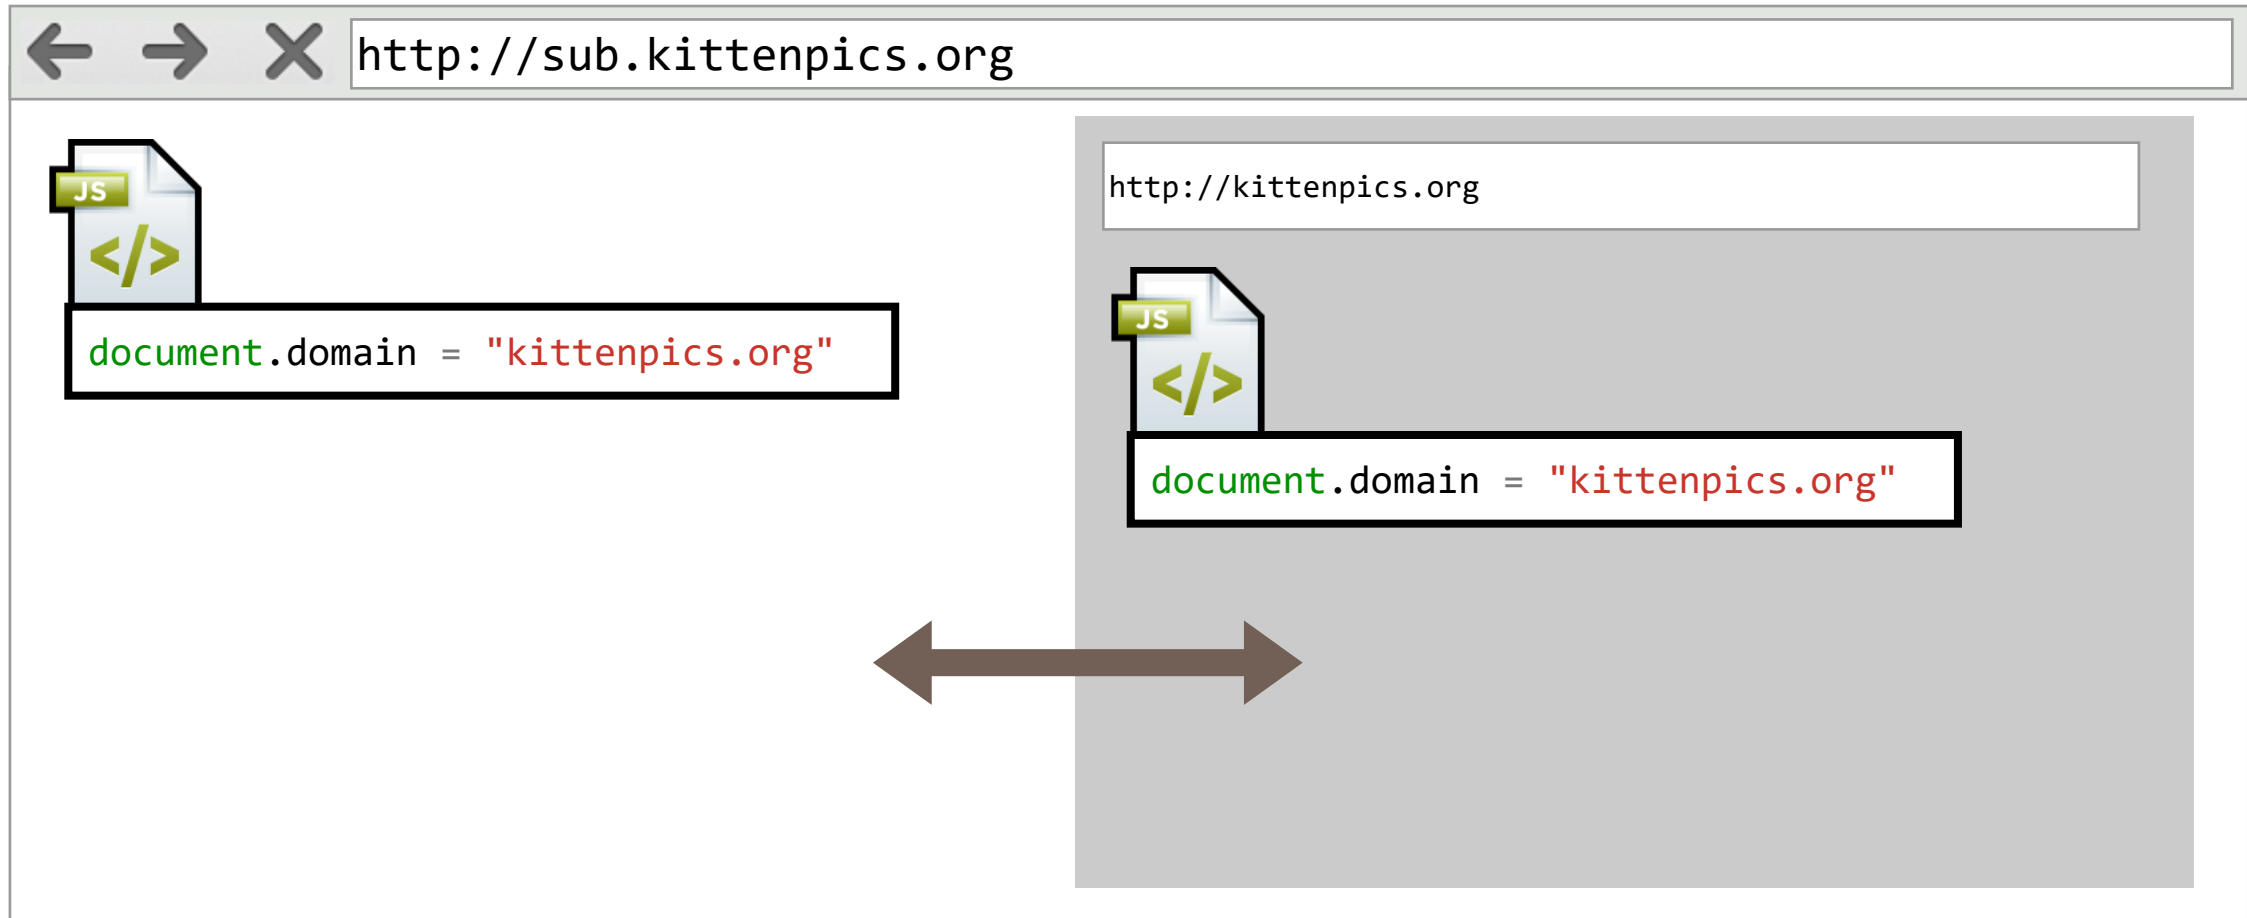 http://sub.kittenpics.org
JS
</>
document.domain = "kittenpics.org"
http://kittenpics.org
JS
</>
document.domain = "kittenpics.org"